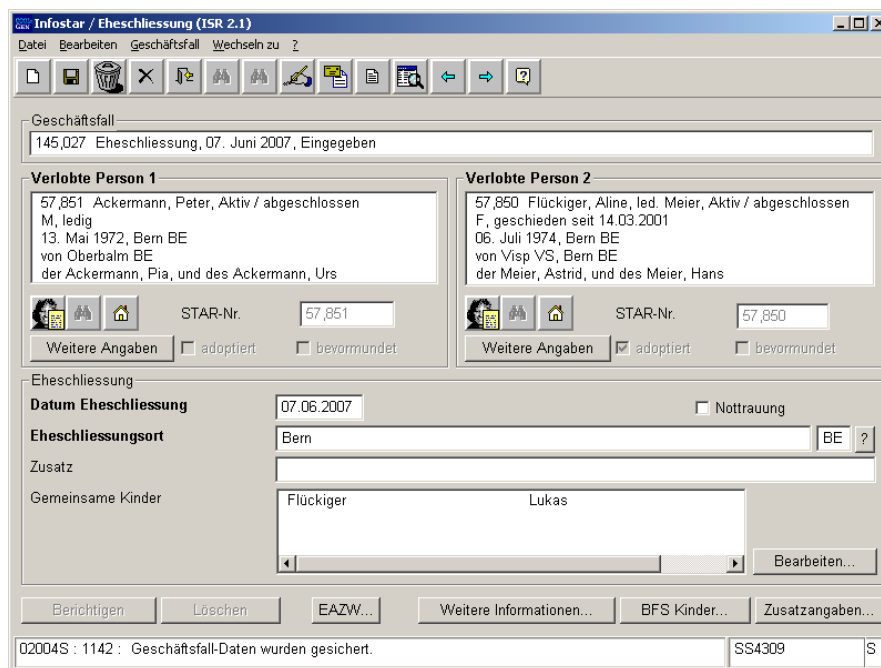 Infostar / Eheschliessung (ISR 2.1)
Datei Bearbeiten Geschäftsfall Wechseln zu ?
Geschäftsfall
145,027 Eheschliessung, 07. Juni 2007, Eingegeben
Verlobte Person 1
57,851 Ackermann, Peter, Aktiv / abgeschlossen
M, ledig
13. Mai 1972, Bern BE
von Oberbalm BE
der Ackermann, Pia, und des Ackermann, Urs
STAR-Nr. 57,851
Weitere Angaben adoptiert bevormundet
Verlobte Person 2
57,850 Flückiger, Aline, led. Meier, Aktiv / abgeschlossen
F, geschieden seit 14.03.2001
06. Juli 1974, Bern BE
von Visp VS, Bern BE
der Meier, Astrid, und des Meier, Hans
STAR-Nr. 57,850
Weitere Angaben adoptiert bevormundet
Eheschliessung
Datum Eheschliessung 07.06.2007 Nottrauung
Eheschliessungsort Bern BE ?
Zusatz
Gemeinsame Kinder Flückiger Lukas
Bearbeiten...
Berichtigen Löschen EAZW... Weitere Informationen... BFS Kinder... Zusatzangaben...
02004S : 1142 : Geschäftsfall-Daten wurden gesichert. SS4309 S